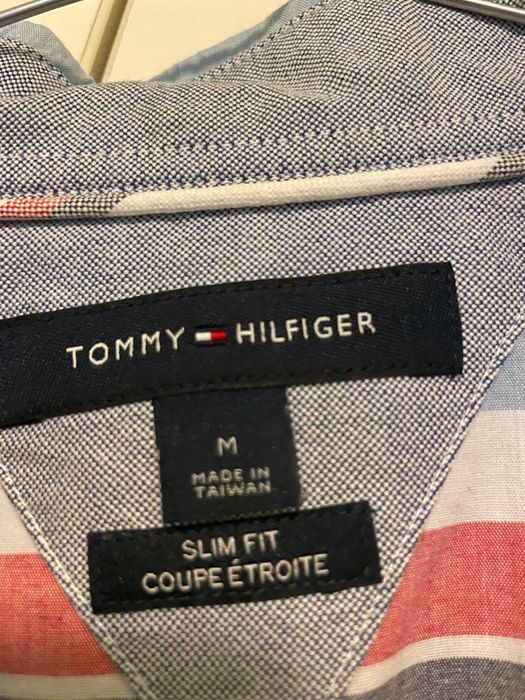 TOMMY HILFIGER
M
MADE IN
TAIWAN
SLIM FIT
COUPE ÉTROITE